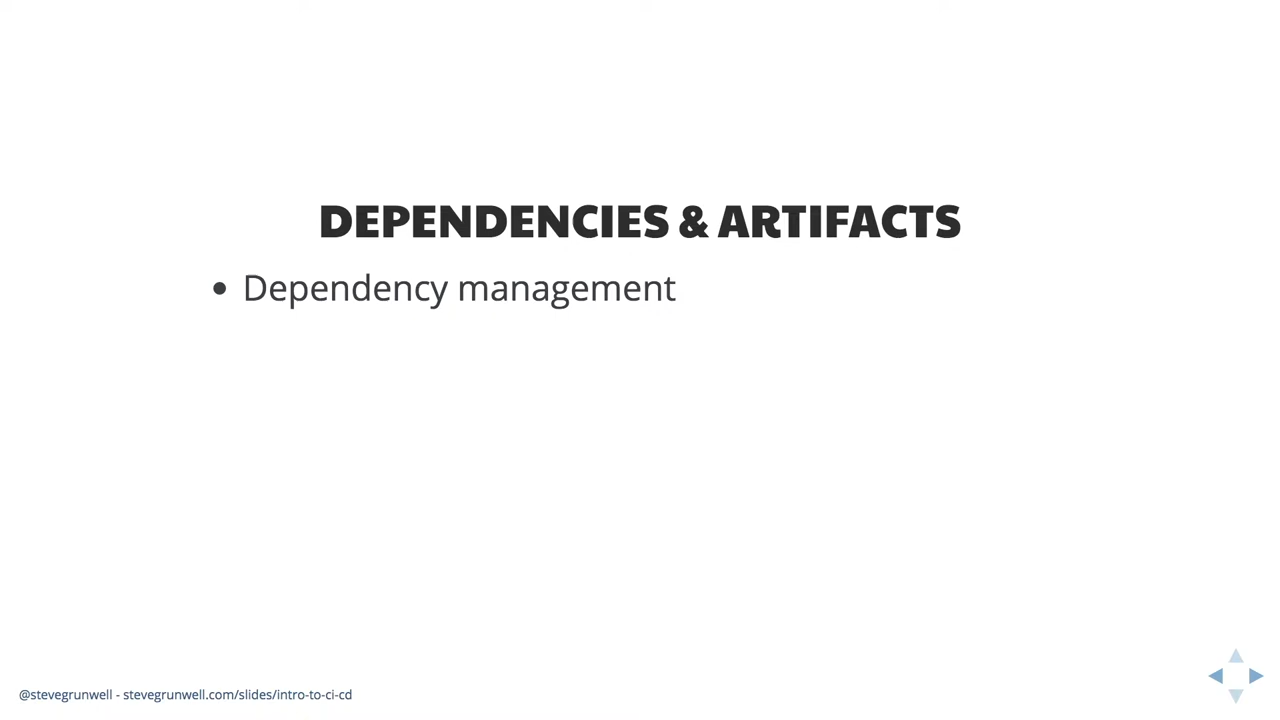 DEPENDENCIES & ARTIFACTS
• Dependency management
@stevegrunwell - stevegrunwell.com/slides/intro-to-ci-cd